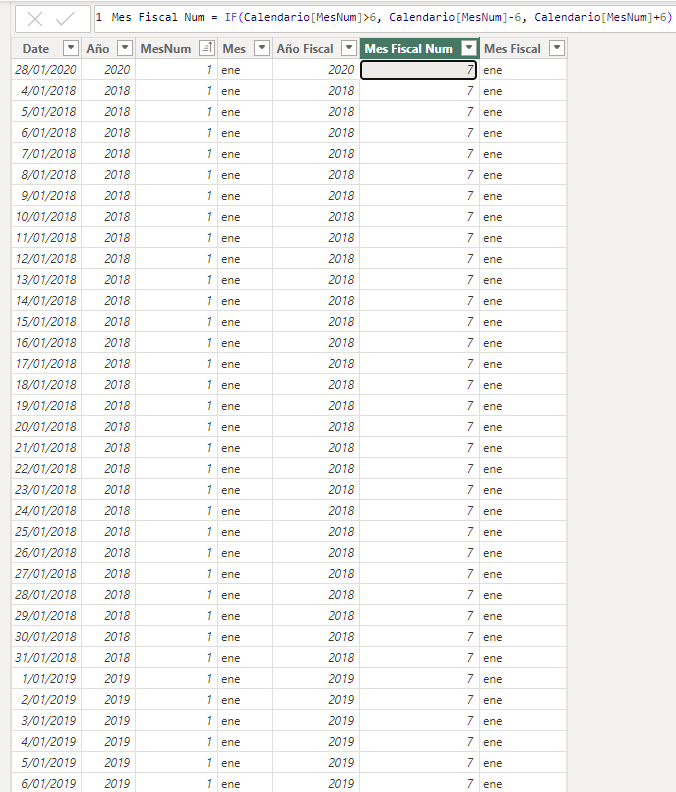 1 Mes Fiscal Num = IF(Calendario[MesNum]>6, Calendario[MesNum]-6, Calendario[MesNum]+6)
Date Año MesNum Mes Año Fiscal Mes Fiscal Num Mes Fiscal
28/01/2020 2020 1 ene 2020 7 ene
4/01/2018 2018 1 ene 2018 7 ene
5/01/2018 2018 1 ene 2018 7 ene
6/01/2018 2018 1 ene 2018 7 ene
7/01/2018 2018 1 ene 2018 7 ene
8/01/2018 2018 1 ene 2018 7 ene
9/01/2018 2018 1 ene 2018 7 ene
10/01/2018 2018 1 ene 2018 7 ene
11/01/2018 2018 1 ene 2018 7 ene
12/01/2018 2018 1 ene 2018 7 ene
13/01/2018 2018 1 ene 2018 7 ene
14/01/2018 2018 1 ene 2018 7 ene
15/01/2018 2018 1 ene 2018 7 ene
16/01/2018 2018 1 ene 2018 7 ene
17/01/2018 2018 1 ene 2018 7 ene
18/01/2018 2018 1 ene 2018 7 ene
19/01/2018 2018 1 ene 2018 7 ene
20/01/2018 2018 1 ene 2018 7 ene
21/01/2018 2018 1 ene 2018 7 ene
22/01/2018 2018 1 ene 2018 7 ene
23/01/2018 2018 1 ene 2018 7 ene
24/01/2018 2018 1 ene 2018 7 ene
25/01/2018 2018 1 ene 2018 7 ene
26/01/2018 2018 1 ene 2018 7 ene
27/01/2018 2018 1 ene 2018 7 ene
28/01/2018 2018 1 ene 2018 7 ene
29/01/2018 2018 1 ene 2018 7 ene
30/01/2018 2018 1 ene 2018 7 ene
31/01/2018 2018 1 ene 2018 7 ene
1/01/2019 2019 1 ene 2019 7 ene
2/01/2019 2019 1 ene 2019 7 ene
3/01/2019 2019 1 ene 2019 7 ene
4/01/2019 2019 1 ene 2019 7 ene
5/01/2019 2019 1 ene 2019 7 ene
6/01/2019 2019 1 ene 2019 7 ene